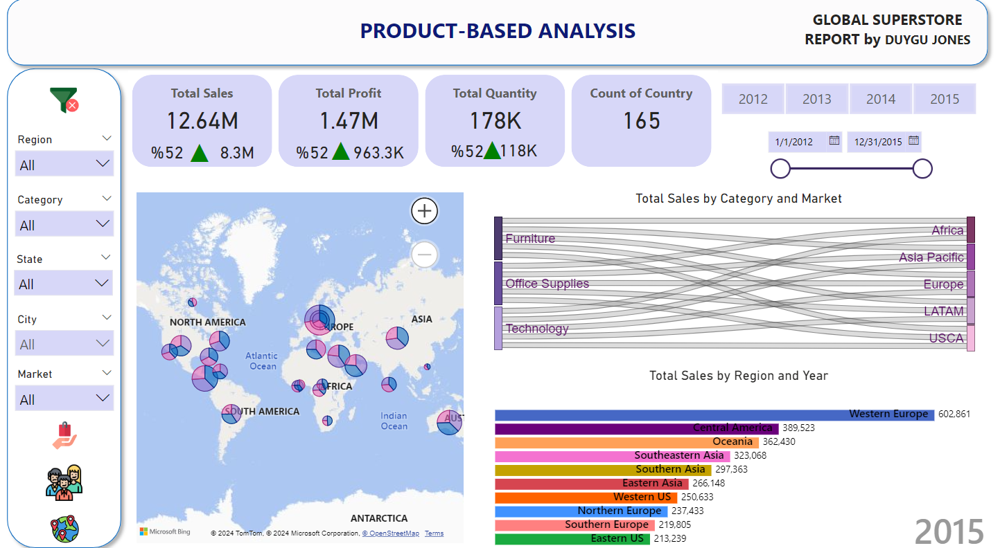 PRODUCT-BASED ANALYSIS
GLOBAL SUPERSTORE
REPORT by DUYGU JONES
Region
All
Category
All
State
All
City
All
Market
All
Total Sales
12.64M
%52 ▲ 8.3M
Total Profit
1.47M
%52 ▲ 963.3K
Total Quantity
178K
%52▲118K
Count of Country
165
2012 2013 2014 2015
1/1/2012 12/31/2015
NORTH AMERICA
ROPE
ASIA
Atlantic
Ocean
FRICA
SOUTH AMERICA
Indian
Ocean
AUS
ANTARCTICA
Microsoft Bing
© 2024 TomTom, © 2024 Microsoft Corporation, © OpenStreetMap Terms
Total Sales by Category and Market
Furniture
Office Supplies
Technology
Africa
Asia Pacific
Europe
LATAM
USCA
Total Sales by Region and Year
Western Europe 602,861
Central America 389,523
Oceania 362,430
Southeastern Asia 323,068
Southern Asia 297,363
Eastern Asia 266,148
Western US 250,633
Northern Europe 237,433
Southern Europe 219,805
Eastern US 213,239
2015